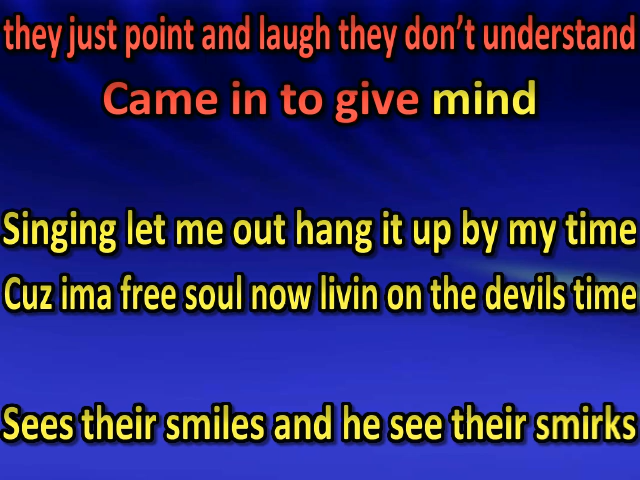 they just point and laugh they don’t understand
Came in to give mind
Singing let me out hang it up by my time
Cuz ima free soul now livin on the devils time
Sees their smiles and he see their smirks